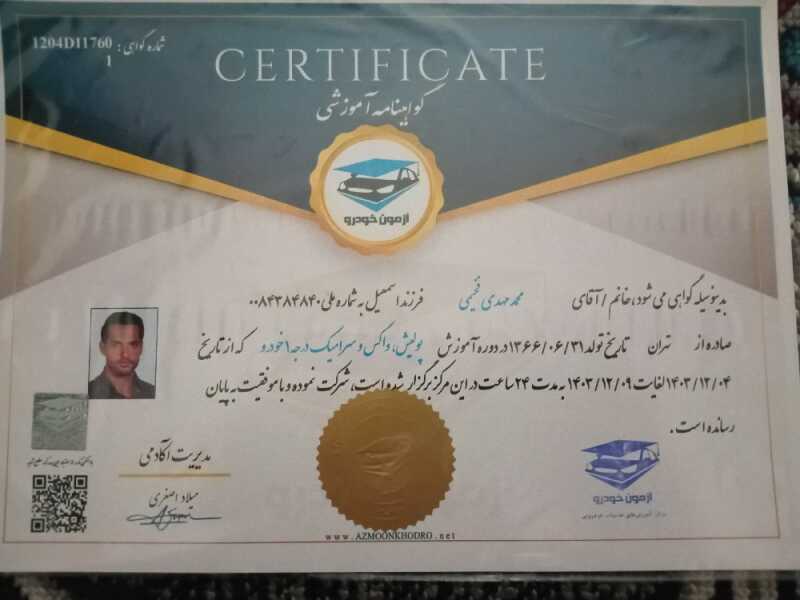 شماره گواهی: 1204D11760
1
CERTIFICATE
گواهینامه آموزشی
آزمون خودرو
بدینوسیله گواهی می شود، خانم / آقای محمد مهدی فخیمی فرزند اسمعیل به شماره ملی ۰۰۸۴۳۸۴۸۴۰
صادره از تهران تاریخ تولد ۱۳۶۶/۰۶/۳۱ در دوره آموزش پولیش، واکس و سرامیک درجه ۱ خودرو که از تاریخ
۱۴۰۳/۱۲/۰۴ لغایت ۱۴۰۳/۱۲/۰۹ به مدت ۲۴ ساعت در این مرکز برگزار شده است، شرکت نموده و با موفقیت به پایان
رسانده است.
مدیریت آکادمی
میلاد اصغری
آزمون خودرو
www.AZMOONKHODRO.net